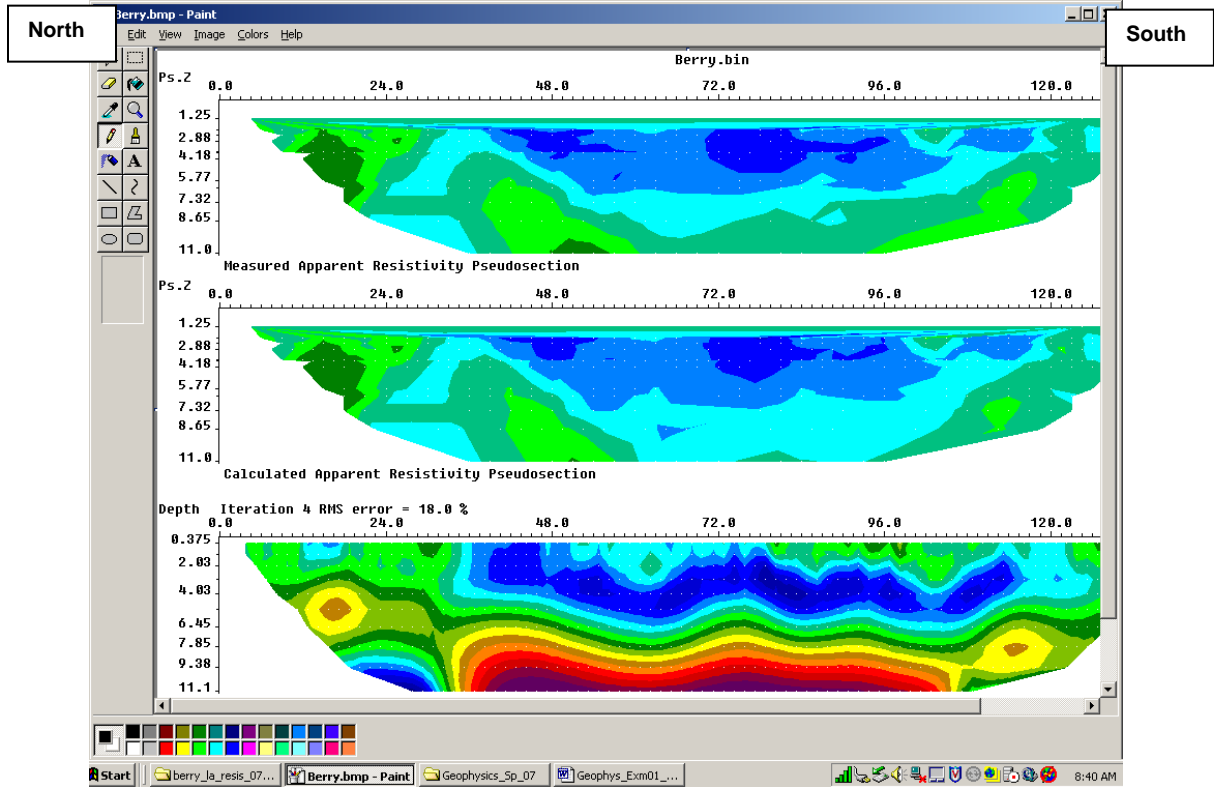 North
South
Berry.bmp - Paint
Edit View Image Colors Help
Berry.bin
Ps.Z
0.0 24.0 48.0 72.0 96.0 120.0
1.25
2.88
4.18
5.77
7.32
8.65
11.0
Measured Apparent Resistivity Pseudosection
Ps.Z
0.0 24.0 48.0 72.0 96.0 120.0
1.25
2.88
4.18
5.77
7.32
8.65
11.0
Calculated Apparent Resistivity Pseudosection
Depth Iteration 4 RMS error = 18.0 %
0.0 24.0 48.0 72.0 96.0 120.0
0.375
2.03
4.03
6.45
7.85
9.38
11.1
A
Start berry_la_resis_07... Berry.bmp - Paint Geophysics_Sp_07 Geophys_Exm01_... 8:40 AM